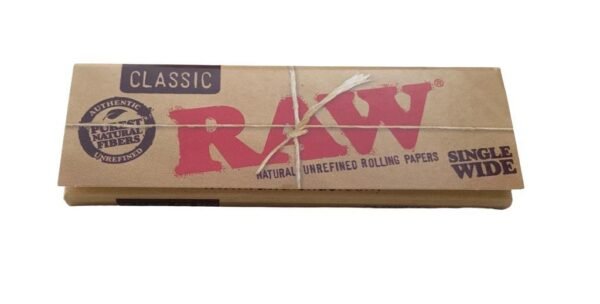 CLASSIC
AUTHENTIC
PUREST
NATURAL
FIBERS
UNREFINED
RAW®
NATURAL UNREFINED ROLLING PAPERS
SINGLE
WIDE